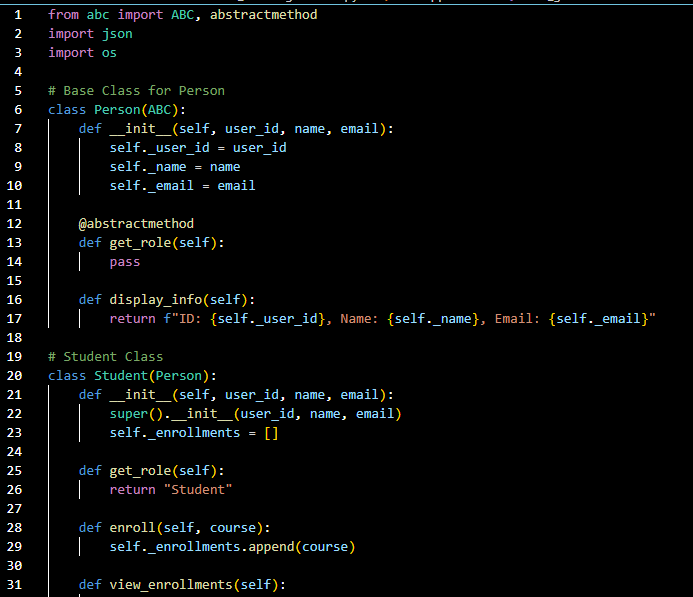 1 from abc import ABC, abstractmethod
2 import json
3 import os
4
5 # Base Class for Person
6 class Person(ABC):
7     def __init__(self, user_id, name, email):
8         self._user_id = user_id
9         self._name = name
10         self._email = email
11
12     @abstractmethod
13     def get_role(self):
14         pass
15
16     def display_info(self):
17         return f"ID: {self._user_id}, Name: {self._name}, Email: {self._email}"
18
19 # Student Class
20 class Student(Person):
21     def __init__(self, user_id, name, email):
22         super().__init__(user_id, name, email)
23         self._enrollments = []
24
25     def get_role(self):
26         return "Student"
27
28     def enroll(self, course):
29         self._enrollments.append(course)
30
31     def view_enrollments(self):